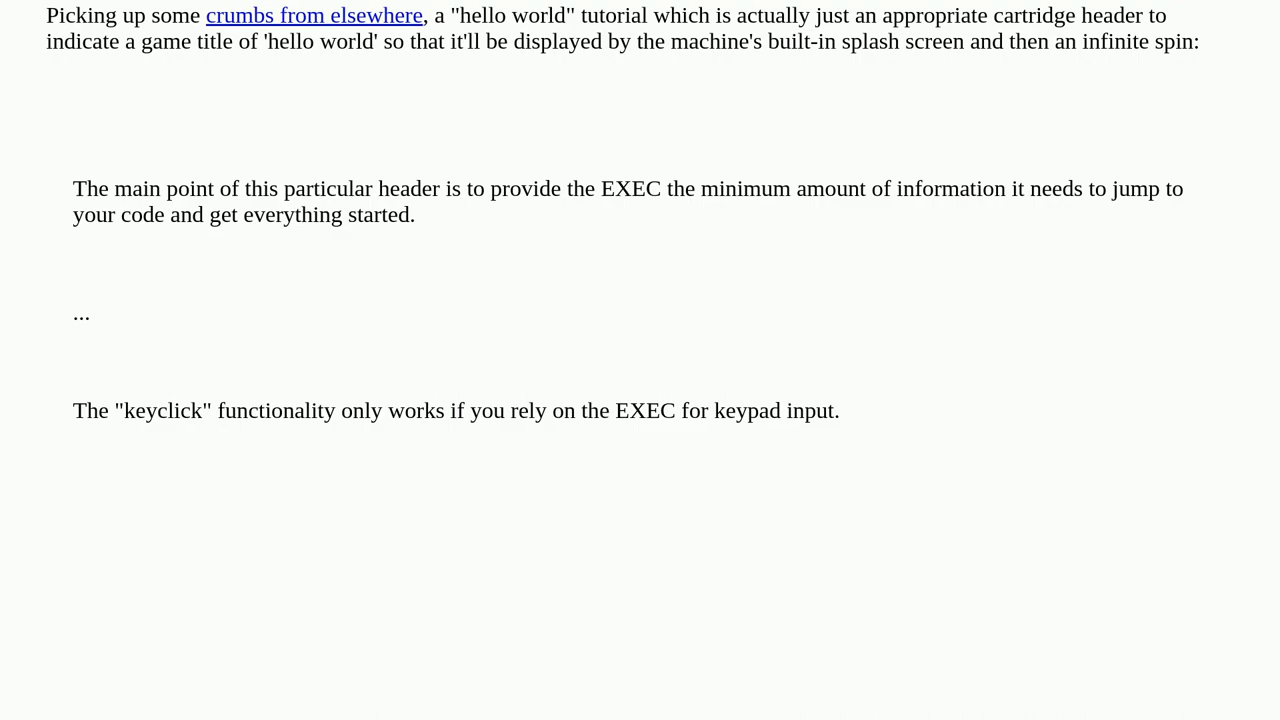 Picking up some crumbs from elsewhere, a "hello world" tutorial which is actually just an appropriate cartridge header to
indicate a game title of 'hello world' so that it'll be displayed by the machine's built-in splash screen and then an infinite spin:
The main point of this particular header is to provide the EXEC the minimum amount of information it needs to jump to
your code and get everything started.
...
The "keyclick" functionality only works if you rely on the EXEC for keypad input.